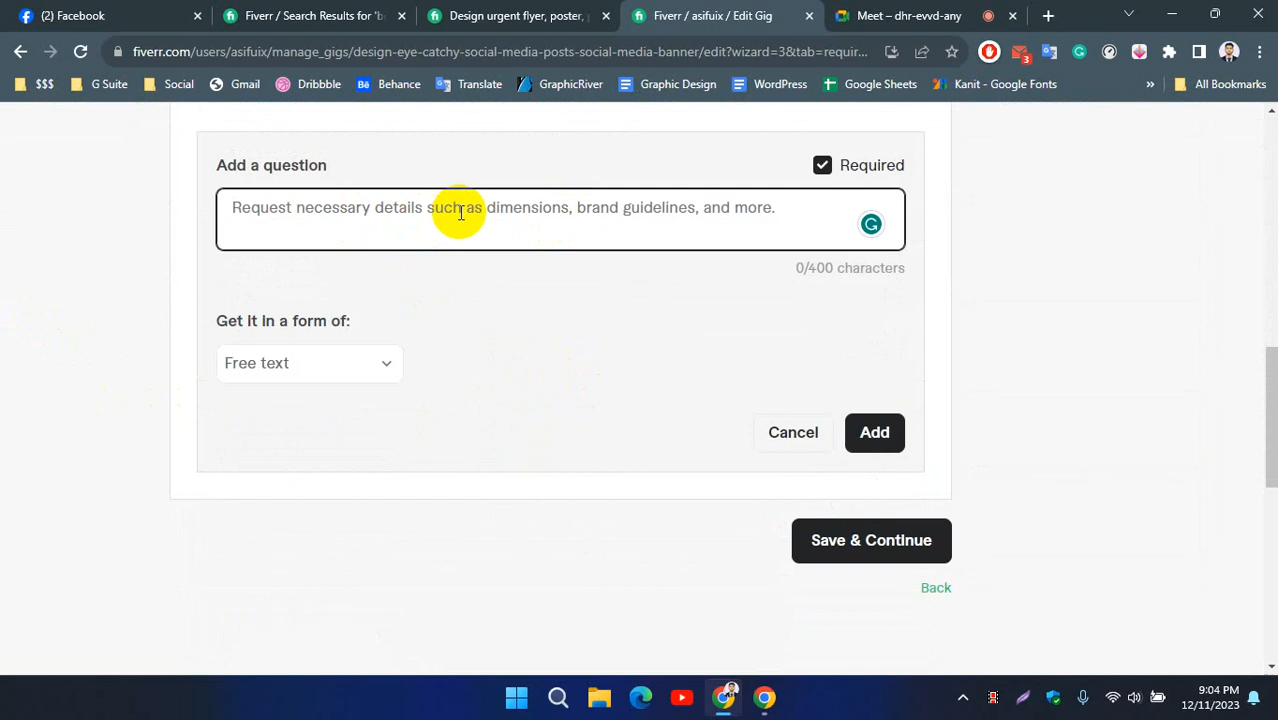 (2) Facebook
Fiverr / Search Results for 'b
Design urgent flyer, poster, p
Fiverr / asifuix / Edit Gig
Meet – dhr-evvd-any
fiverr.com/users/asifuix/manage_gigs/design-eye-catchy-social-media-posts-social-media-banner/edit?wizard=3&tab=requir...
3
$$$
G Suite
Social
Gmail
Dribbble
Bē Behance
Translate
GraphicRiver
Graphic Design
WordPress
Google Sheets
Kanit - Google Fonts
»
All Bookmarks
Add a question
Required
Request necessary details such as dimensions, brand guidelines, and more.
0/400 characters
Get it in a form of:
Free text
Cancel
Add
Save & Continue
Back
9:04 PM
12/11/2023